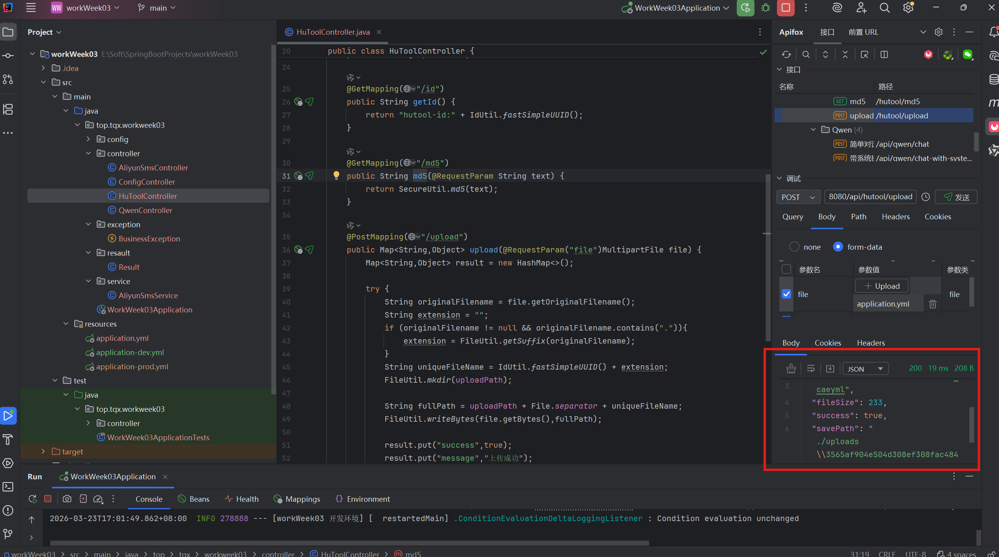 WW workWeek03 main WorkWeek03Application
Project
workWeek03 E:\Soft\SpringBootProjects\workWeek03
.idea
src
main
java
top.tqx.workweek03
config
controller
AliyunSmsController
ConfigController
HuToolController
QwenController
exception
BusinessException
resault
Result
service
AliyunSmsService
WorkWeek03Application
resources
application.yml
application-dev.yml
application-prod.yml
test
java
top.tqx.workweek03
controller
WorkWeek03ApplicationTests
target
HuToolController.java
20 public class HuToolController {
24
25 @GetMapping("/id")
26 public String getId() {
27 return "hutool-id:" + IdUtil.fastSimpleUUID();
28 }
29
30 @GetMapping("/md5")
31 public String md5(@RequestParam String text) {
32 return SecureUtil.md5(text);
33 }
34
35 @PostMapping("/upload")
36 public Map<String,Object> upload(@RequestParam("file")MultipartFile file) {
37 Map<String,Object> result = new HashMap<>();
38
39 try {
40 String originalFilename = file.getOriginalFilename();
41 String extension = "";
42 if (originalFilename != null && originalFilename.contains(".")){
43 extension = FileUtil.getSuffix(originalFilename);
44 }
45 String uniqueFileName = IdUtil.fastSimpleUUID() + extension;
46 FileUtil.mkdir(uploadPath);
47
48 String fullPath = uploadPath + File.separator + uniqueFileName;
49 FileUtil.writeBytes(file.getBytes(),fullPath);
50
51 result.put("success",true);
52 result.put("message","上传成功");
Apifox 接口 前置 URL
接口
名称 路径
GET md5 /hutool/md5
POST upload /hutool/upload
Qwen (4)
POST 简单对 /api/qwen/chat
POST 带系统 /api/qwen/chat-with-syste...
调试
POST 8080/api/hutool/upload 发送
Query Body Path Headers Cookies
none form-data
参数名 参数值 参数类
file Upload file
application.yml
Body Cookies Headers
JSON 200 19 ms 208 B
3
caeyml",
4 "fileSize": 233,
5 "success": true,
6 "savePath": "
./uploads
\\3565af904e504d308ef308fac484
Run WorkWeek03Application
Console Beans Health Mappings Environment
2026-03-23T17:01:49.862+08:00 INFO 278888 --- [workWeek03 开发环境] [ restartedMain] .ConditionEvaluationDeltaLoggingListener : Condition evaluation unchanged
workWeek03 > src > main > java > top > tqx > workweek03 > controller > HuToolController > md5 31:19 CRLF UTF-8 4 spaces